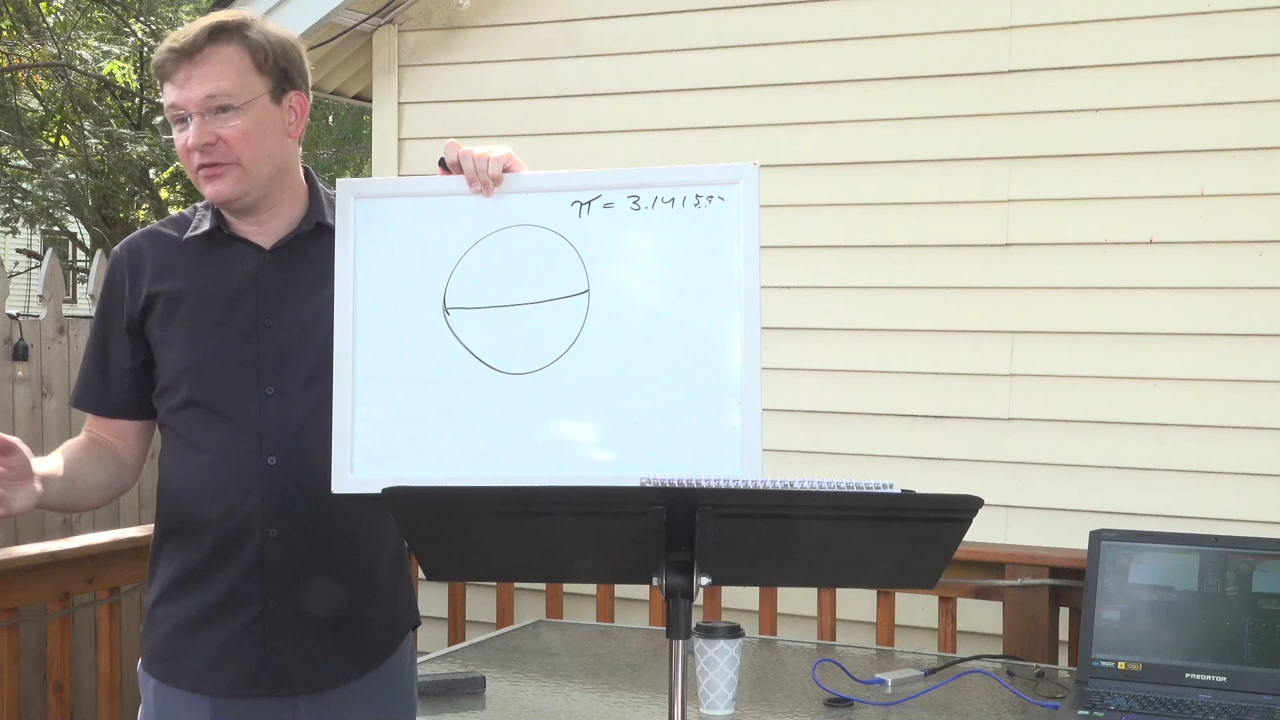 π = 3.14159~
PREDATOR